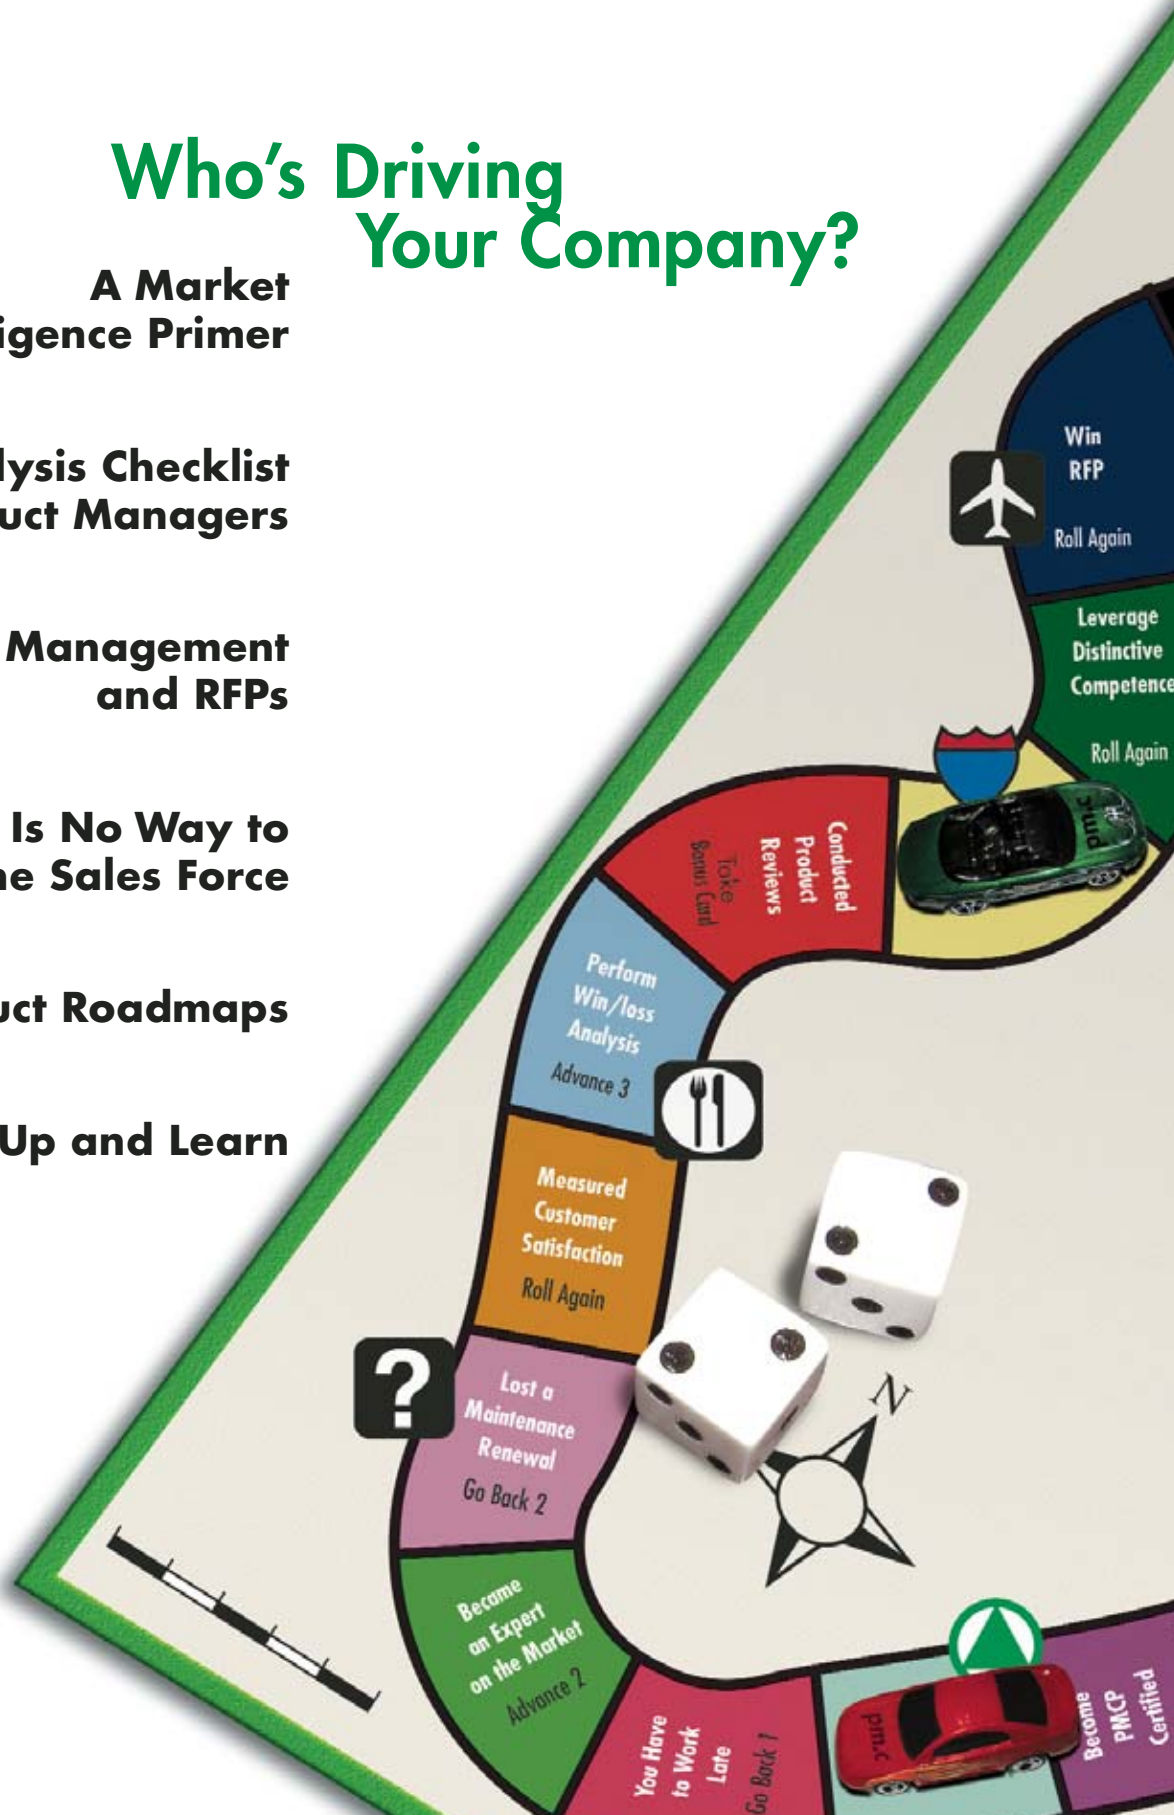 Who's Driving
Your Company?
A Market
igence Primer
lysis Checklist
uct Managers
Management
and RFPs
Is No Way to
he Sales Force
uct Roadmaps
Up and Learn
Win
RFP
Roll Again
Leverage
Distinctive
Competence
Roll Again
pm.c
Conducted
Product
Reviews
Take
Bonus Card
Perform
Win/loss
Analysis
Advance 3
Measured
Customer
Satisfaction
Roll Again
?
Lost a
Maintenance
Renewal
Go Back 2
N
Became
an Expert
on the Market
Advance 2
You Have
to Work
Late
Go Back 1
pm.c
Become
PMCP
Certified